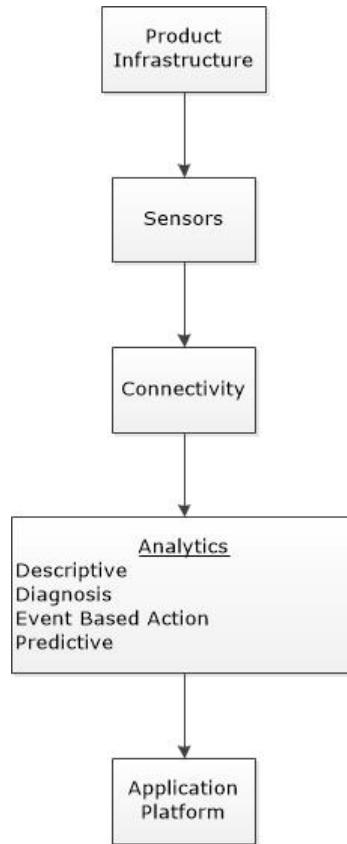 Product
Infrastructure
Sensors
Connectivity
Analytics
Descriptive
Diagnosis
Event Based Action
Predictive
Application
Platform